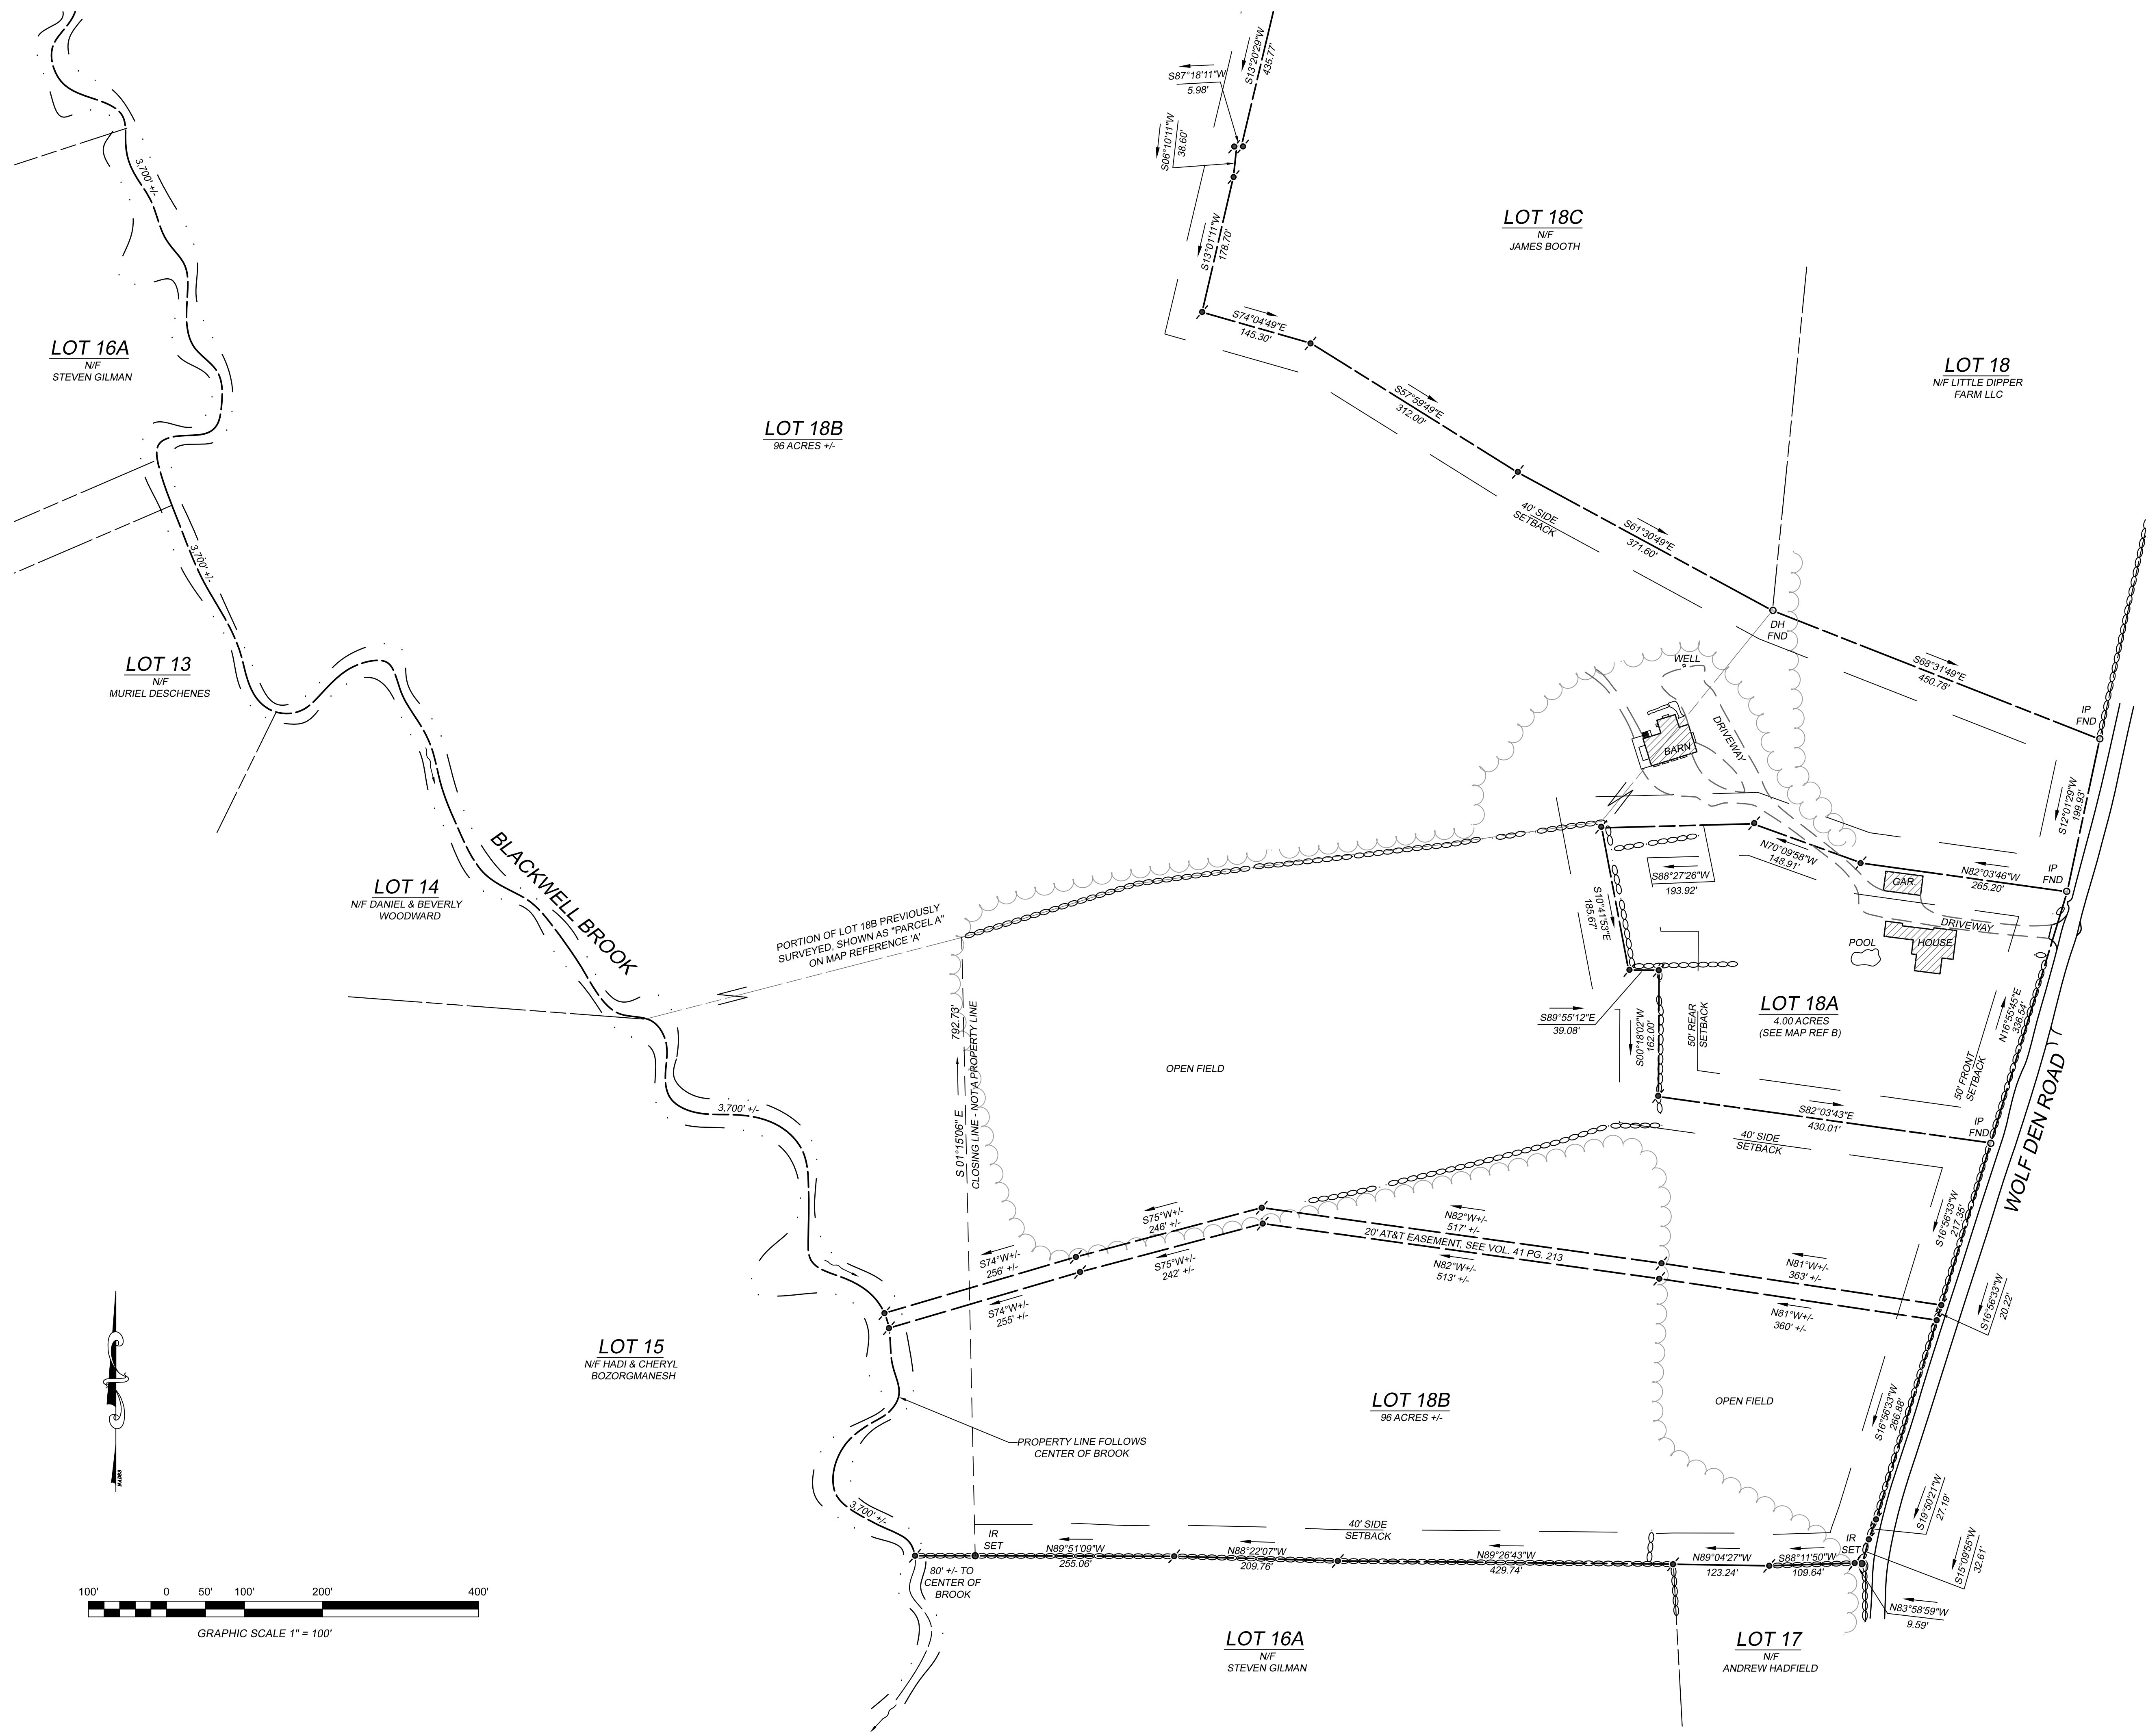 S13°20'29"W
435.77'
S87°18'11"W
5.98'
S06°10'11"W
38.60'
S13°01'11"W
178.70'
LOT 18C
N/F
JAMES BOOTH
3,700' +/-
S74°04'49"E
145.30'
LOT 16A
N/F
STEVEN GILMAN
LOT 18
N/F LITTLE DIPPER
FARM LLC
S57°59'49"E
312.00'
LOT 18B
96 ACRES +/-
40' SIDE
SETBACK
S61°30'49"E
371.60'
3,700' +/-
DH
FND
LOT 13
N/F
MURIEL DESCHENES
WELL
S68°31'49"E
450.78'
IP
FND
DRIVEWAY
BARN
S12°01'29"W
199.93'
BLACKWELL BROOK
N70°09'58"W
148.91'
S88°27'26"W
193.92'
N82°03'46"W
265.20'
IP
FND
GAR.
LOT 14
N/F DANIEL & BEVERLY
WOODWARD
PORTION OF LOT 18B PREVIOUSLY
SURVEYED, SHOWN AS "PARCEL A"
ON MAP REFERENCE 'A'
S10°41'53"E
185.67'
DRIVEWAY
POOL
HOUSE
S89°55'12"E
39.08'
S00°18'02"W
162.00'
50' REAR
SETBACK
LOT 18A
4.00 ACRES
(SEE MAP REF B)
N16°55'45"E
336.54'
50' FRONT
SETBACK
S 01°15'06" E
792.73'
CLOSING LINE - NOT A PROPERTY LINE
OPEN FIELD
WOLF DEN ROAD
3,700' +/-
S82°03'43"E
430.01'
IP
FND
40' SIDE
SETBACK
S16°56'33"W
217.35'
S75°W+/-
246' +/-
N82°W+/-
517' +/-
20' AT&T EASEMENT, SEE VOL. 41 PG. 213
S74°W+/-
256' +/-
S75°W+/-
242' +/-
N82°W+/-
513' +/-
N81°W+/-
363' +/-
S74°W+/-
255' +/-
N81°W+/-
360' +/-
S16°56'33"W
20.22'
LOT 15
N/F HADI & CHERYL
BOZORGMANESH
LOT 18B
96 ACRES +/-
OPEN FIELD
S16°56'33"W
266.88'
PROPERTY LINE FOLLOWS
CENTER OF BROOK
3,700' +/-
S19°50'21"W
27.19'
IR
SET
40' SIDE
SETBACK
N89°51'09"W
255.06'
N88°22'07"W
209.76'
N89°26'43"W
429.74'
N89°04'27"W
123.24'
S88°11'50"W
109.64'
IR
SET
S15°09'55"W
32.61'
80' +/- TO
CENTER OF
BROOK
N83°58'59"W
9.59'
100' 0 50' 100' 200' 400'
GRAPHIC SCALE 1" = 100'
LOT 16A
N/F
STEVEN GILMAN
LOT 17
N/F
ANDREW HADFIELD